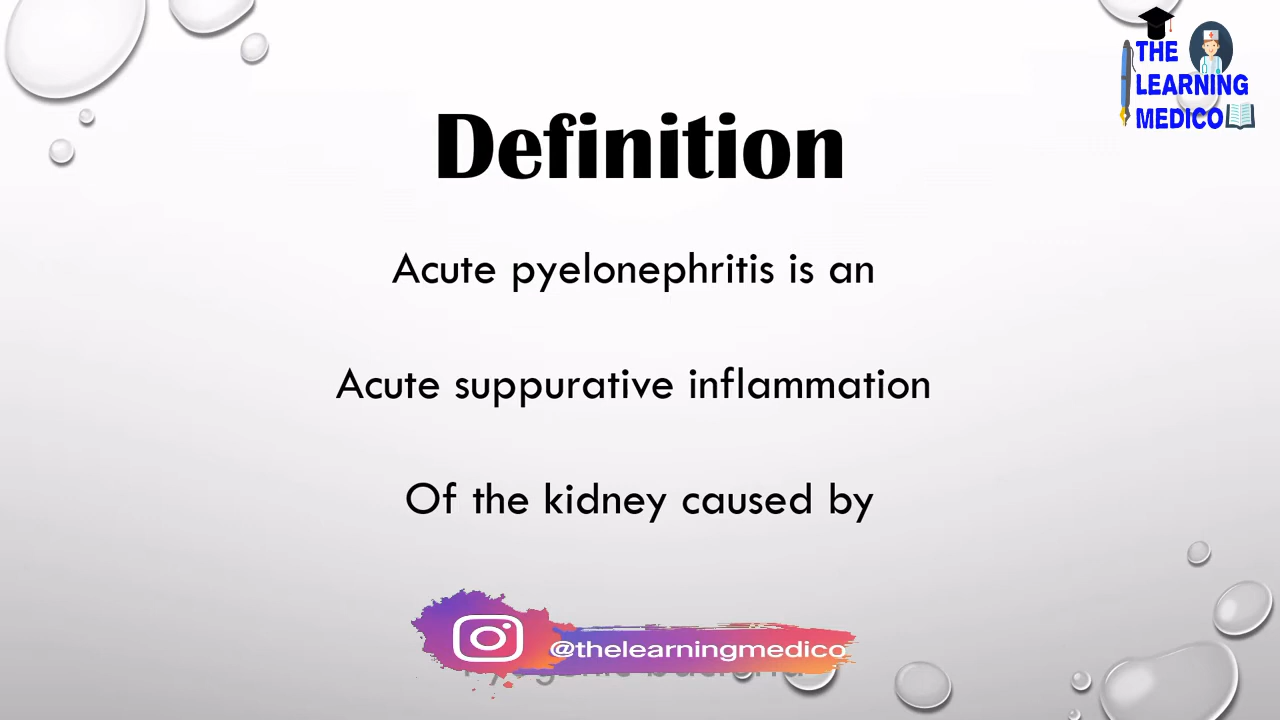 THE
LEARNING
MEDICO
Definition
Acute pyelonephritis is an
Acute suppurative inflammation
Of the kidney caused by
@thelearningmedico